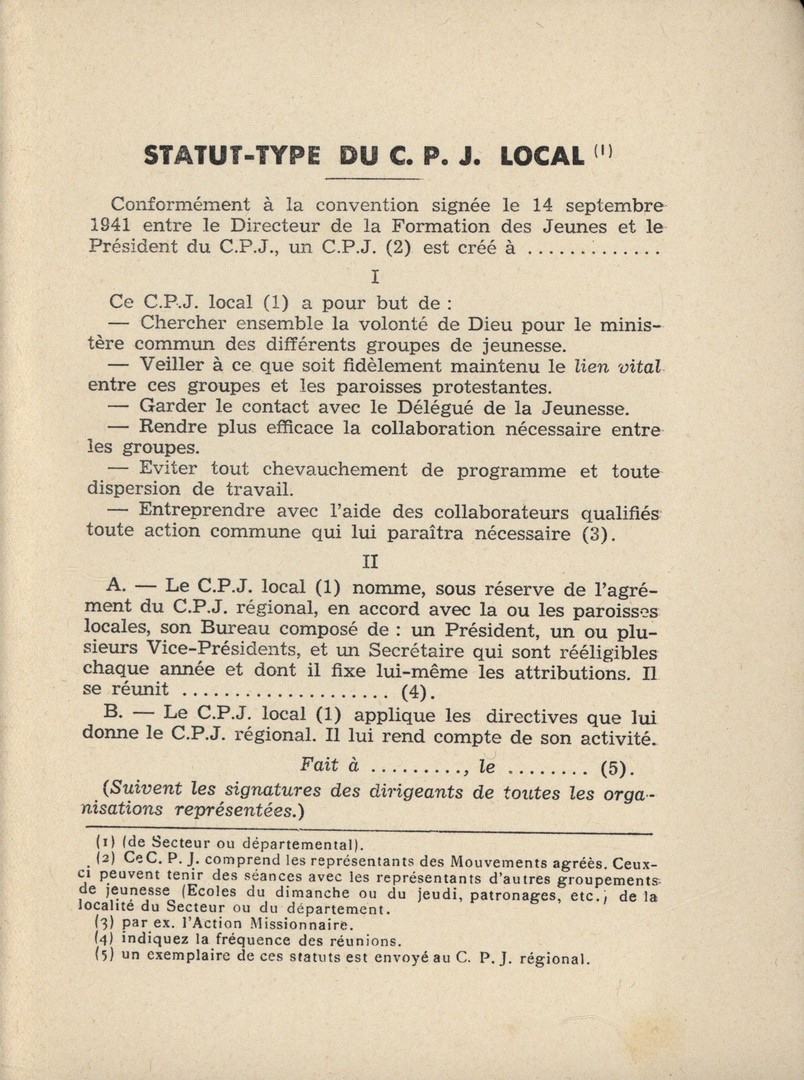 STATUT-TYPE DU C. P. J. LOCAL (1)
Conformément à la convention signée le 14 septembre
1941 entre le Directeur de la Formation des Jeunes et le
Président du C.P.J., un C.P.J. (2) est créé à .............
I
Ce C.P.J. local (1) a pour but de :
— Chercher ensemble la volonté de Dieu pour le minis-
tère commun des différents groupes de jeunesse.
— Veiller à ce que soit fidèlement maintenu le lien vital
entre ces groupes et les paroisses protestantes.
— Garder le contact avec le Délégué de la Jeunesse.
— Rendre plus efficace la collaboration nécessaire entre
les groupes.
— Eviter tout chevauchement de programme et toute
dispersion de travail.
— Entreprendre avec l'aide des collaborateurs qualifiés
toute action commune qui lui paraîtra nécessaire (3).
II
A. — Le C.P.J. local (1) nomme, sous réserve de l'agré-
ment du C.P.J. régional, en accord avec la ou les paroisses
locales, son Bureau composé de : un Président, un ou plu-
sieurs Vice-Présidents, et un Secrétaire qui sont rééligibles
chaque année et dont il fixe lui-même les attributions. Il
se réunit .................... (4).
B. — Le C.P.J. local (1) applique les directives que lui
donne le C.P.J. régional. Il lui rend compte de son activité.
Fait à ........., le ........ (5).
(Suivent les signatures des dirigeants de toutes les orga-
nisations représentées.)
(1) (de Secteur ou départemental).
(2) Ce C. P. J. comprend les représentants des Mouvements agréés. Ceux-
ci peuvent tenir des séances avec les représentants d'autres groupements
de jeunesse (Ecoles du dimanche ou du jeudi, patronages, etc.) de la
localité du Secteur ou du département.
(3) par ex. l'Action Missionnaire.
(4) indiquez la fréquence des réunions.
(5) un exemplaire de ces statuts est envoyé au C. P. J. régional.